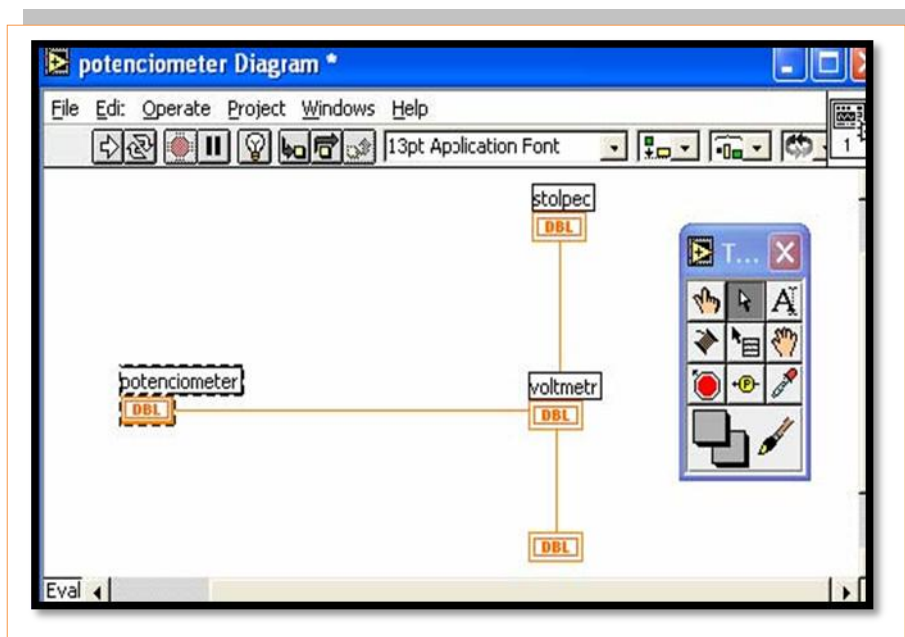 potenciometer Diagram *
File Edit Operate Project Windows Help
13pt Application Font
1
stolpec
DBL
T...
A
potenciometer
DBL
voltmetr
DBL
P
DBL
Eval